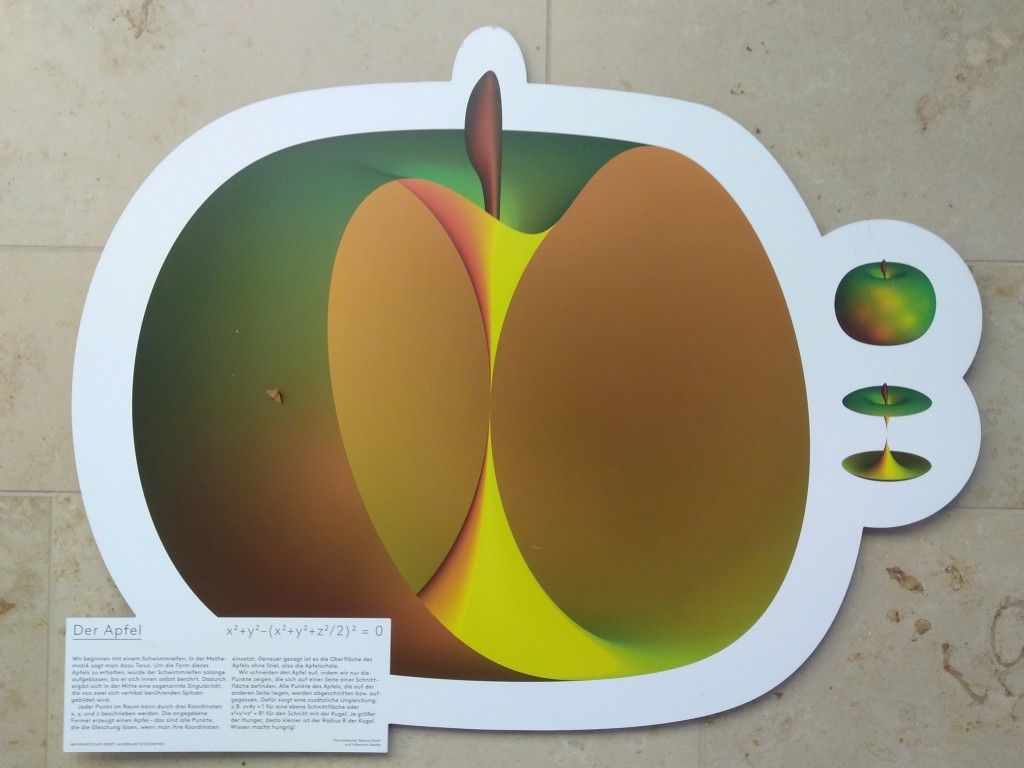 Der Apfel
x²+y²−(x²+y²+z²/2)² = 0
Wir beginnen mit einem Schwimmreifen. In der Mathe-
matik sagt man dazu Torus. Um die Form dieses
Apfels zu erhalten, wurde der Schwimmreifen solange
aufgeblasen, bis er sich innen selbst berührt. Dadurch
ergibt sich in der Mitte eine sogenannte Singularität,
die von zwei sich vertikal berührenden Spitzen
gebildet wird.
Jeder Punkt im Raum kann durch drei Koordinaten
x, y, und z beschrieben werden. Die angegebene
Formel erzeugt einen Apfel – das sind alle Punkte,
die die Gleichung lösen, wenn man ihre Koordinaten
einsetzt. Genauer gesagt ist es die Oberfläche des
Apfels ohne Stiel, also die Apfelschale.
Wir schneiden den Apfel auf, indem wir nur die
Punkte zeigen, die sich auf einer Seite einer Schnitt-
fläche befinden. Alle Punkte des Apfels, die auf der
anderen Seite liegen, werden abgeschnitten bzw. auf-
gegessen. Dafür sorgt eine zusätzliche Ungleichung,
z.B. x+4y < 1 für eine ebene Schnittfläche oder
x²+y²+z² < R² für den Schnitt mit der Kugel. Je größer
der Hunger, desto kleiner ist der Radius R der Kugel.
Wissen macht hungrig!